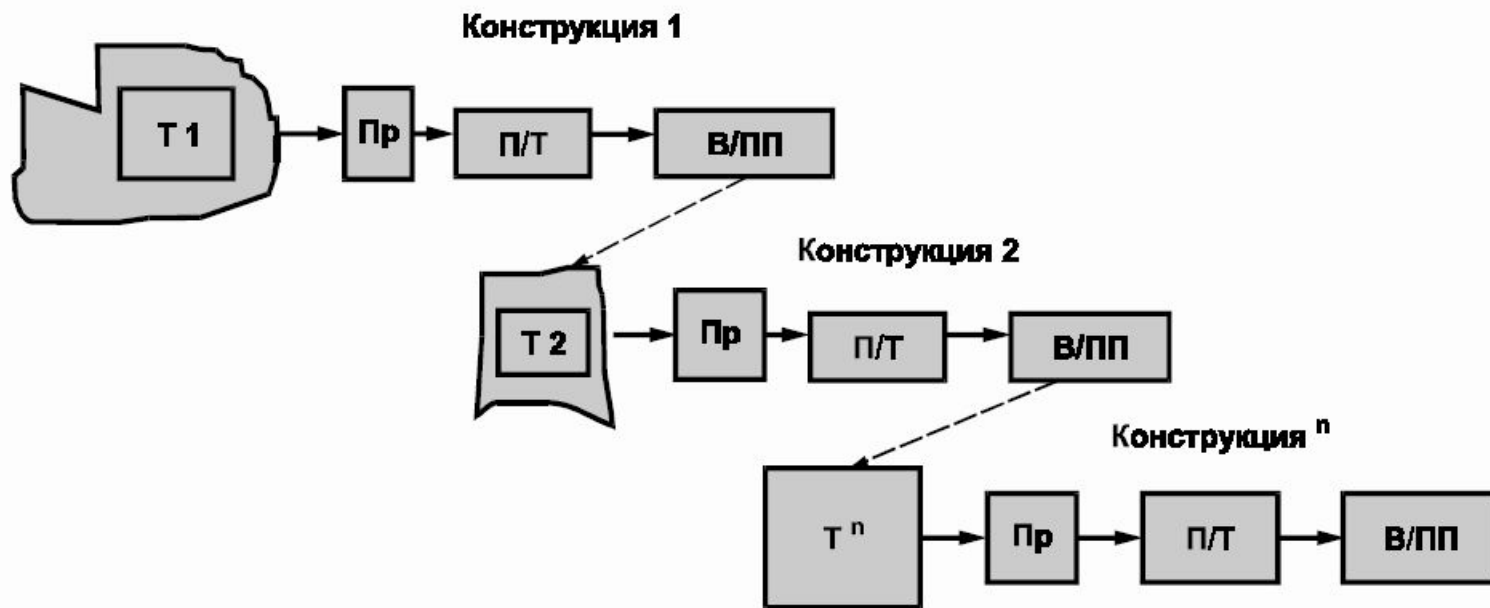 Конструкция 1
Т 1
Пр
П/Т
В/ПП
Конструкция 2
Т 2
Пр
П/Т
В/ПП
Конструкция n
Т n
Пр
П/Т
В/ПП